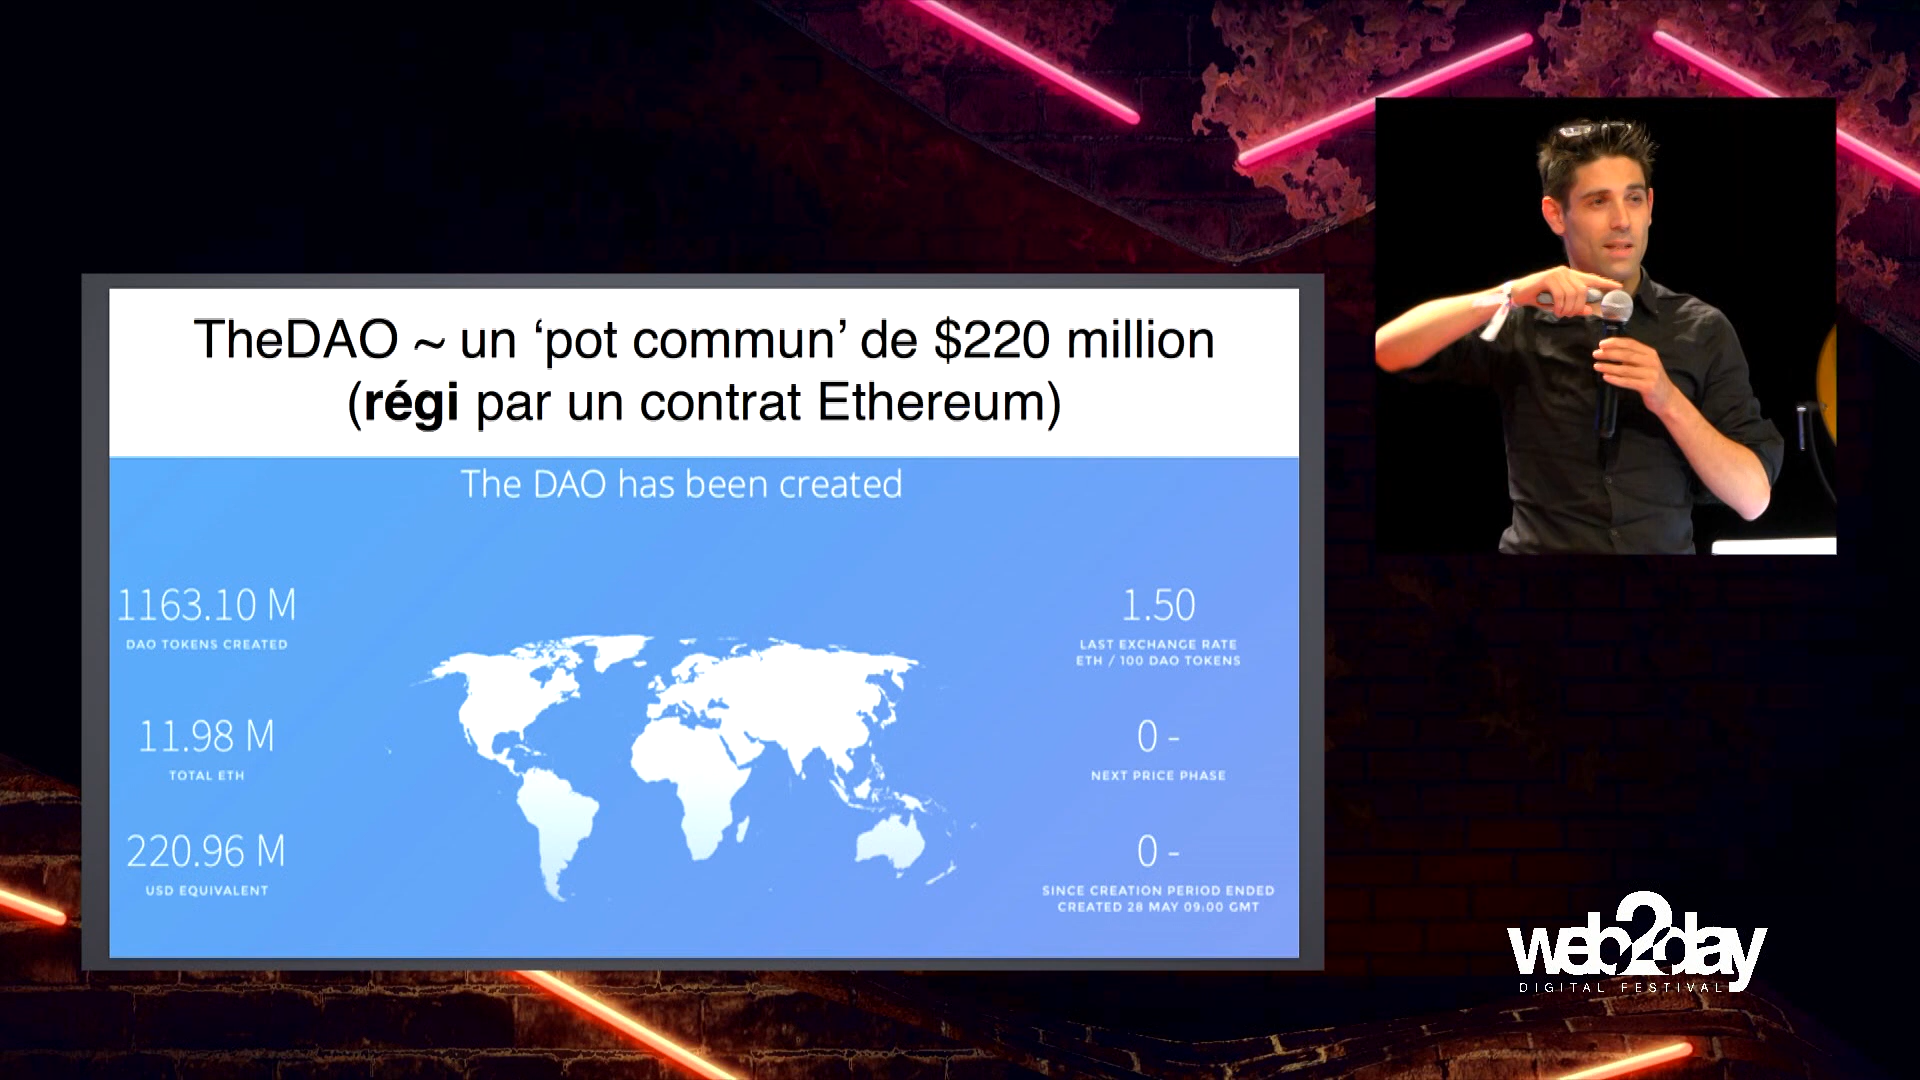 TheDAO ~ un ‘pot commun’ de $220 million
(régi par un contrat Ethereum)
The DAO has been created
1163.10 M
DAO TOKENS CREATED
11.98 M
TOTAL ETH
220.96 M
USD EQUIVALENT
1.50
LAST EXCHANGE RATE
ETH / 100 DAO TOKENS
0 -
NEXT PRICE PHASE
0 -
SINCE CREATION PERIOD ENDED
CREATED 28 MAY 09:00 GMT
web2day
DIGITAL FESTIVAL